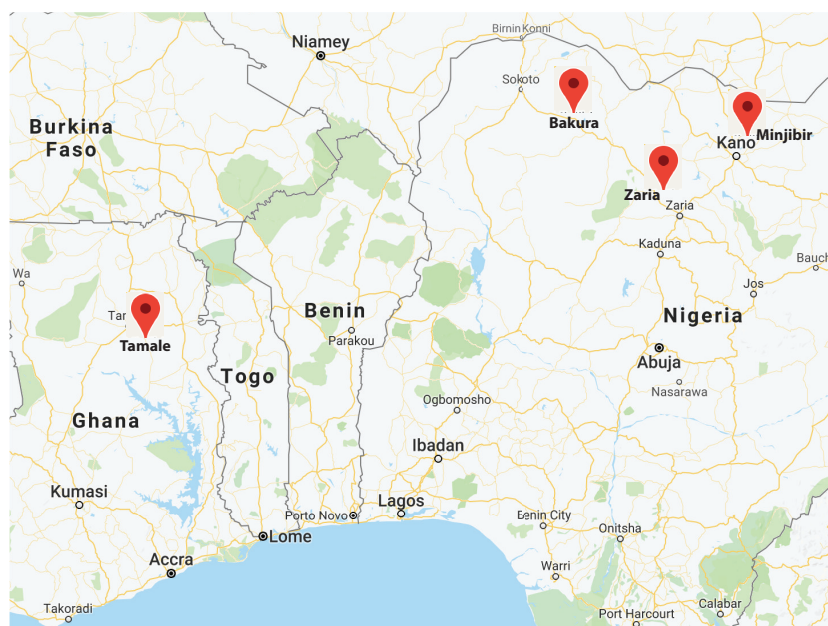 Birnin Konni
Niamey
Sokoto
Bakura
Minjibir
Kano
Burkina
Faso
Zaria
Zaria
Kaduna
Wa
Bauch
Jos
Benin
Nigeria
Parakou
Tamale
Abuja
Togo
Nasarawa
Ogbomosho
Ghana
Ibadan
Kumasi
Lagos
Porto Novo
Eenin City
Onitsha
Lome
Accra
Warri
Takoradi
Port Harcourt
Calabar